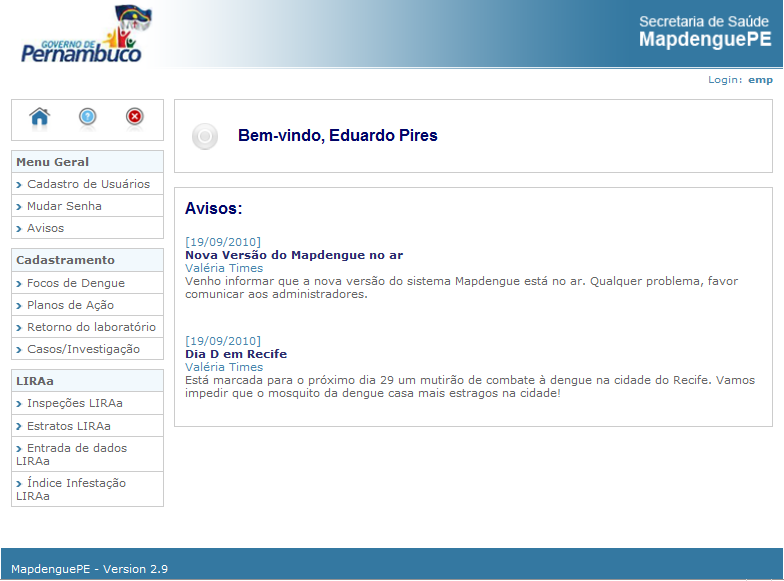 GOVERNO DE
Pernambuco
Secretaria de Saúde
MapdenguePE
Login: emp
Bem-vindo, Eduardo Pires
Menu Geral
Cadastro de Usuários
Mudar Senha
Avisos
Cadastramento
Focos de Dengue
Planos de Ação
Retorno do laboratório
Casos/Investigação
LIRAa
Inspeções LIRAa
Estratos LIRAa
Entrada de dados
LIRAa
Índice Infestação
LIRAa
Avisos:
[19/09/2010]
Nova Versão do Mapdengue no ar
Valéria Times
Venho informar que a nova versão do sistema Mapdengue está no ar. Qualquer problema, favor
comunicar aos administradores.
[19/09/2010]
Dia D em Recife
Valéria Times
Está marcada para o próximo dia 29 um mutirão de combate à dengue na cidade do Recife. Vamos
impedir que o mosquito da dengue casa mais estragos na cidade!
MapdenguePE - Version 2.9